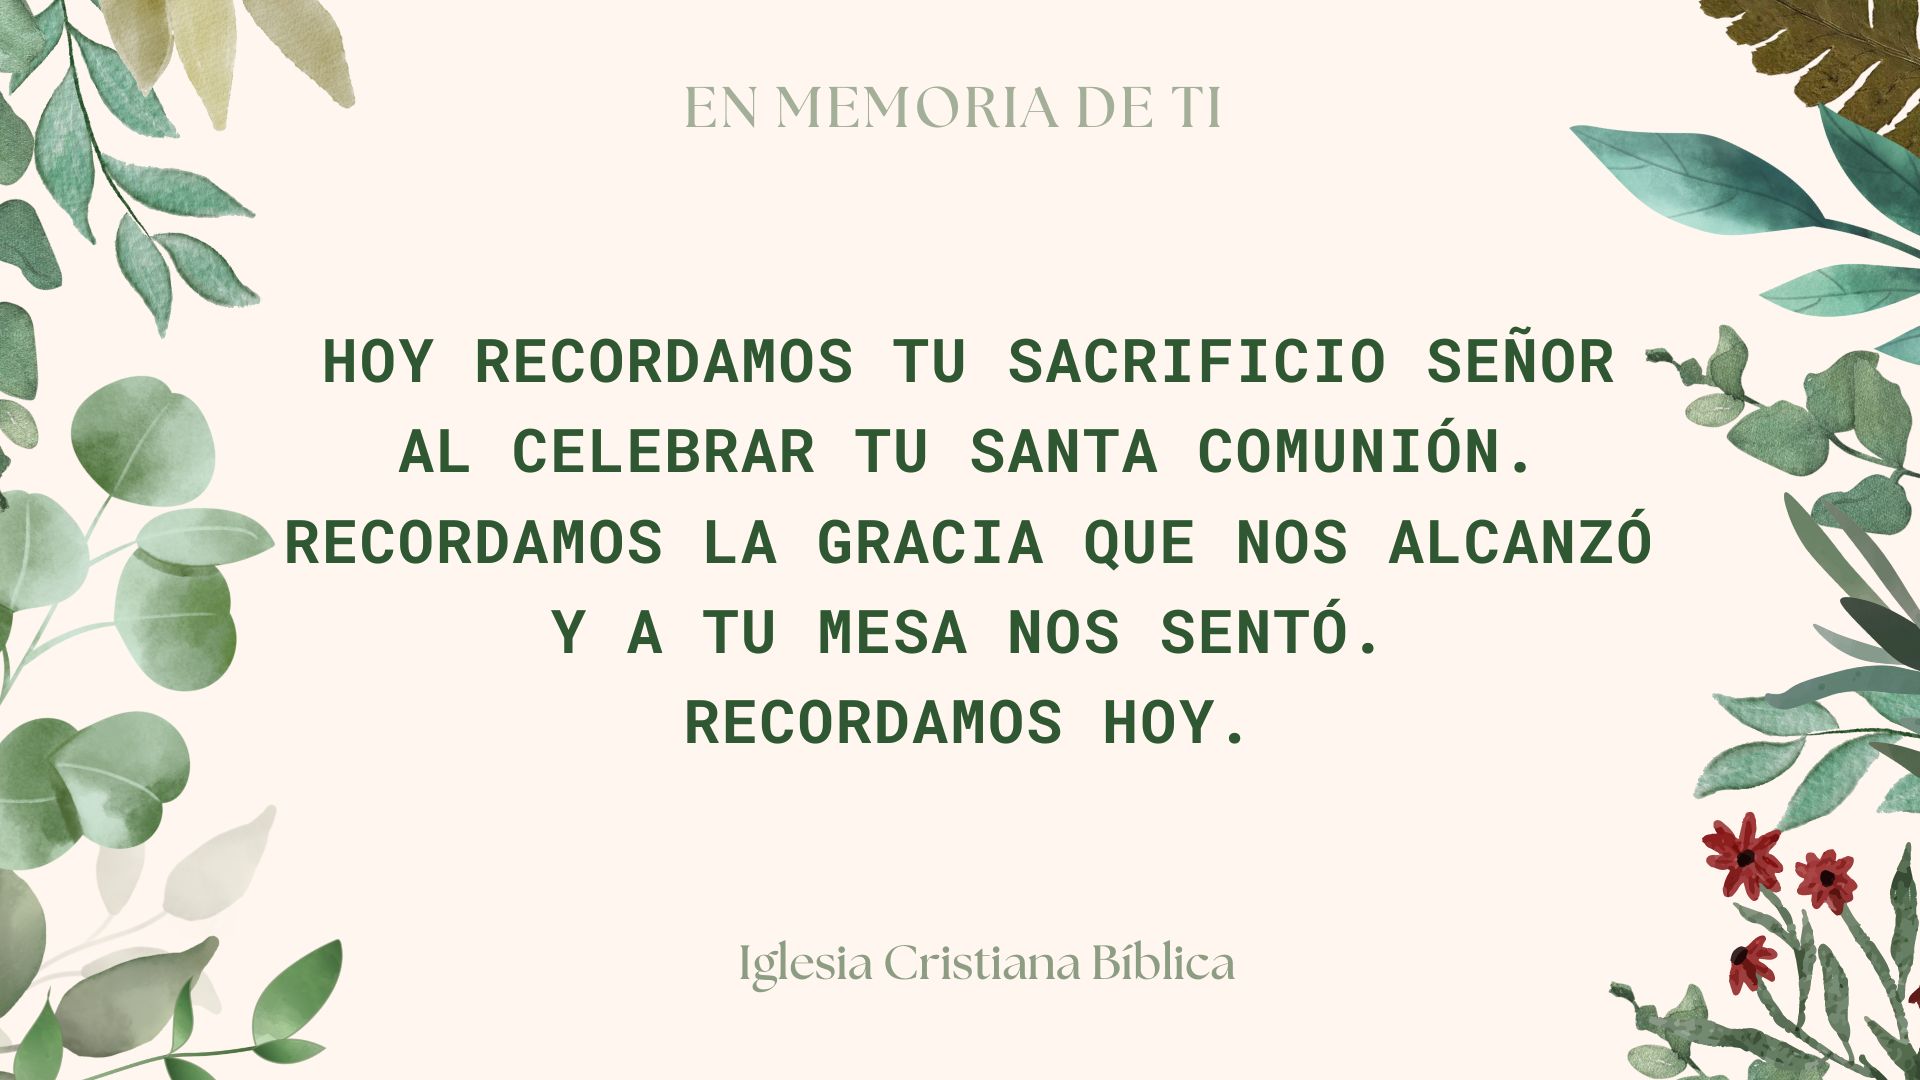 EN MEMORIA DE TI
HOY RECORDAMOS TU SACRIFICIO SEÑOR
AL CELEBRAR TU SANTA COMUNIÓN.
RECORDAMOS LA GRACIA QUE NOS ALCANZÓ
Y A TU MESA NOS SENTÓ.
RECORDAMOS HOY.
Iglesia Cristiana Bíblica